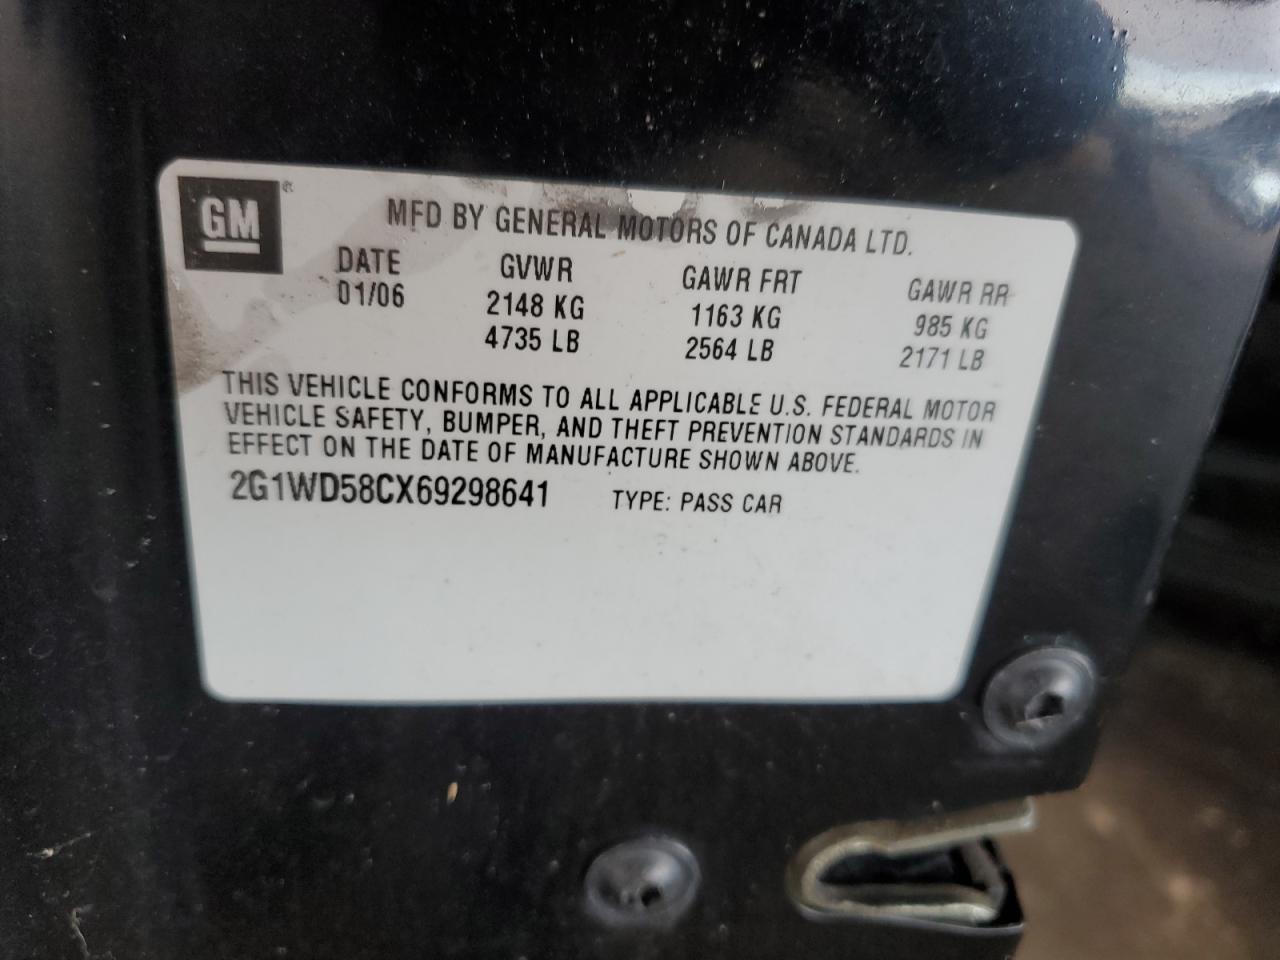 GM ®
MFD BY GENERAL MOTORS OF CANADA LTD.
DATE GVWR GAWR FRT GAWR RR
01/06 2148 KG 1163 KG 985 KG
4735 LB 2564 LB 2171 LB
THIS VEHICLE CONFORMS TO ALL APPLICABLE U.S. FEDERAL MOTOR
VEHICLE SAFETY, BUMPER, AND THEFT PREVENTION STANDARDS IN
EFFECT ON THE DATE OF MANUFACTURE SHOWN ABOVE.
2G1WD58CX69298641 TYPE: PASS CAR